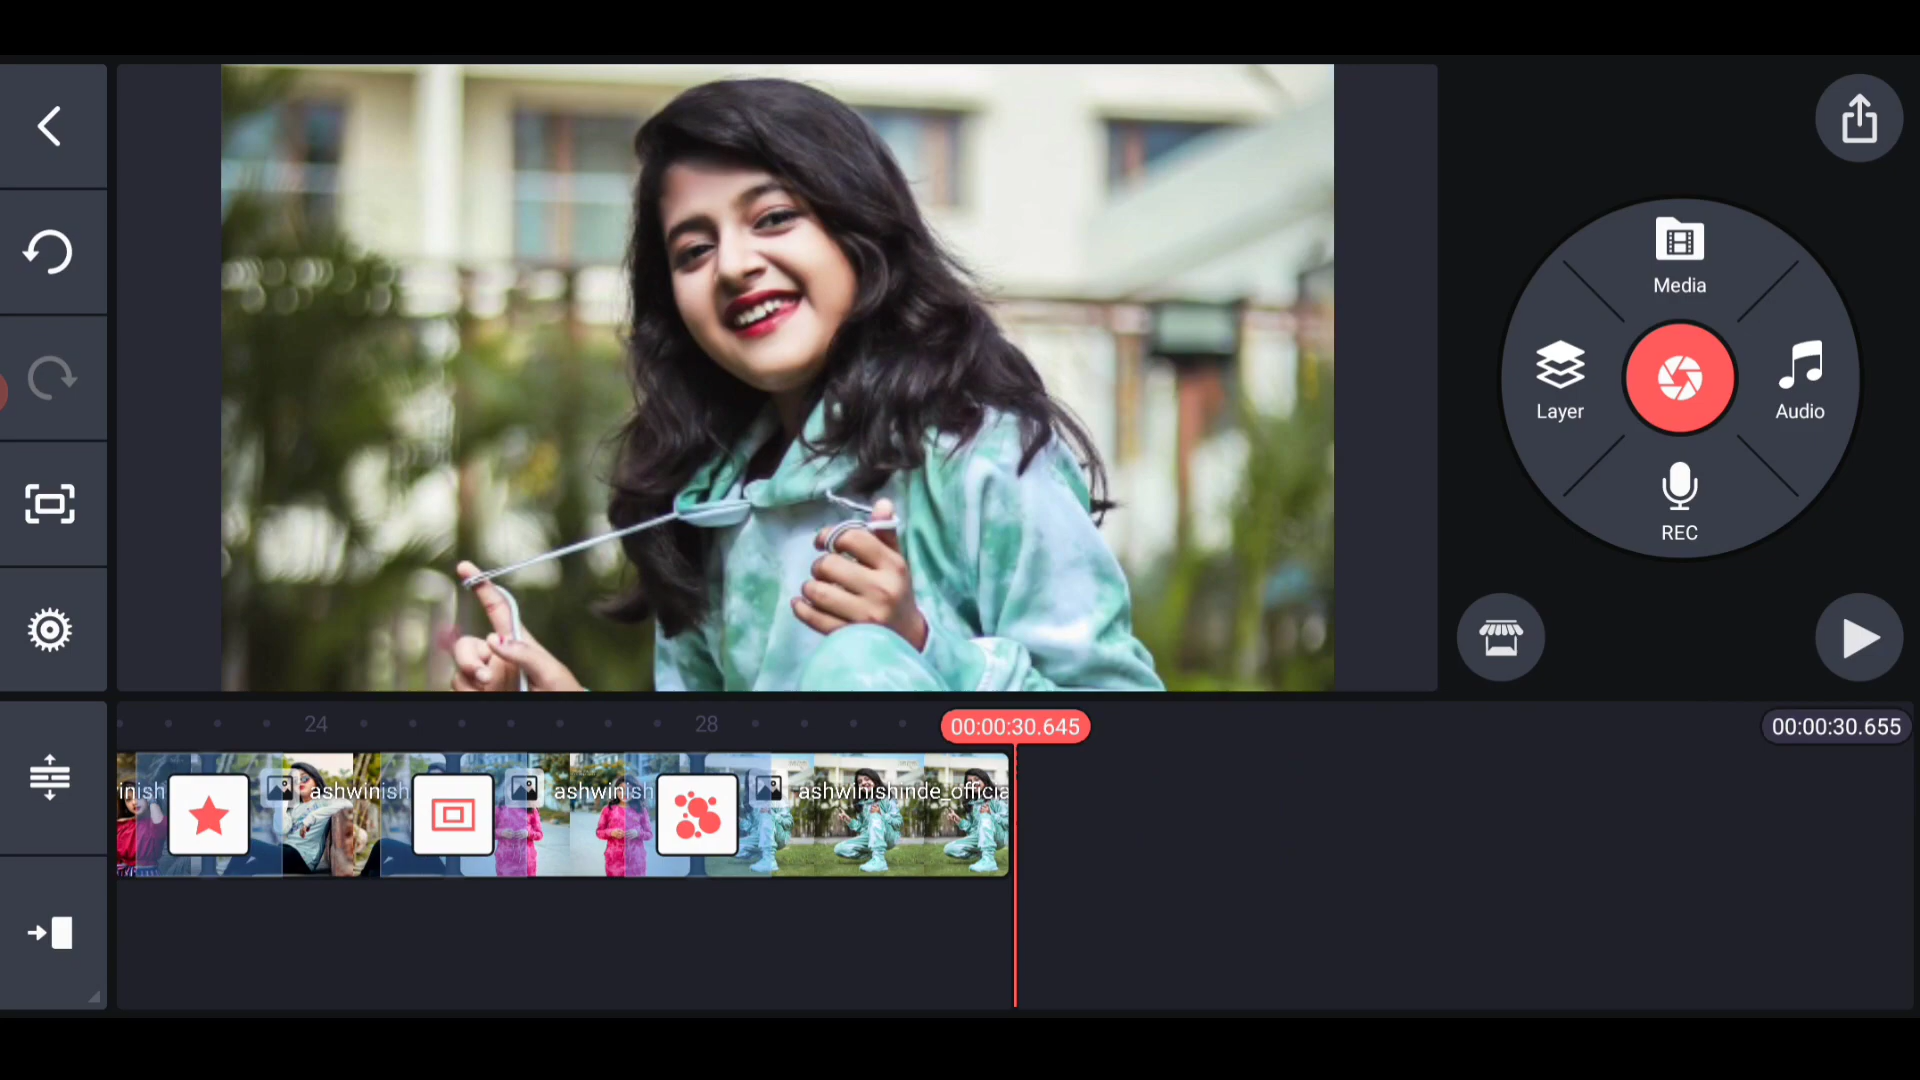 Media
Layer
Audio
REC
24
28
00:00:30.645
00:00:30.655
inish
ashwinish
ashwinish
ashwinishinde_officia